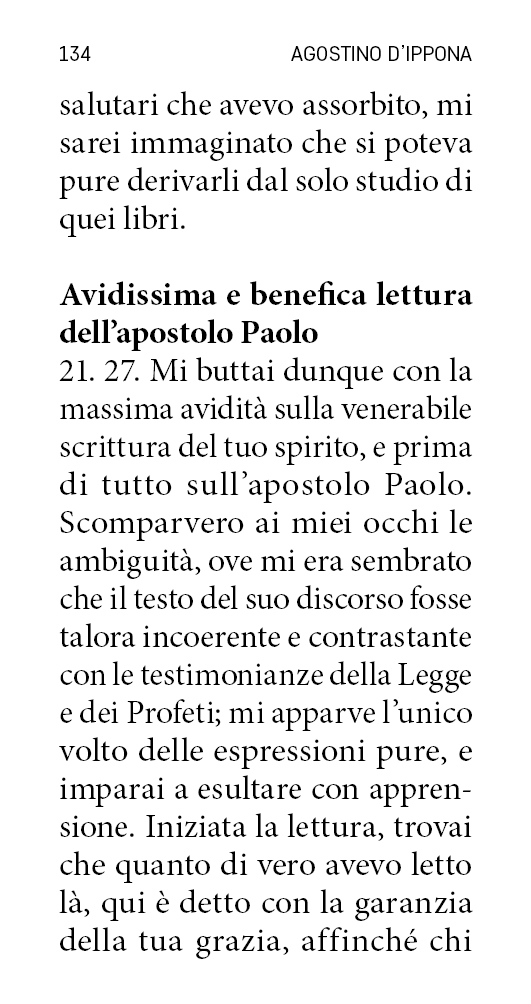 134
AGOSTINO D'IPPONA
salutari che avevo assorbito, mi
sarei immaginato che si poteva
pure derivarli dal solo studio di
quei libri.
Avidissima e benefica lettura
dell’apostolo Paolo
21. 27. Mi buttai dunque con la
massima avidità sulla venerabile
scrittura del tuo spirito, e prima
di tutto sull’apostolo Paolo.
Scomparvero ai miei occhi le
ambiguità, ove mi era sembrato
che il testo del suo discorso fosse
talora incoerente e contrastante
con le testimonianze della Legge
e dei Profeti; mi apparve l’unico
volto delle espressioni pure, e
imparai a esultare con appren-
sione. Iniziata la lettura, trovai
che quanto di vero avevo letto
là, qui è detto con la garanzia
della tua grazia, affinché chi